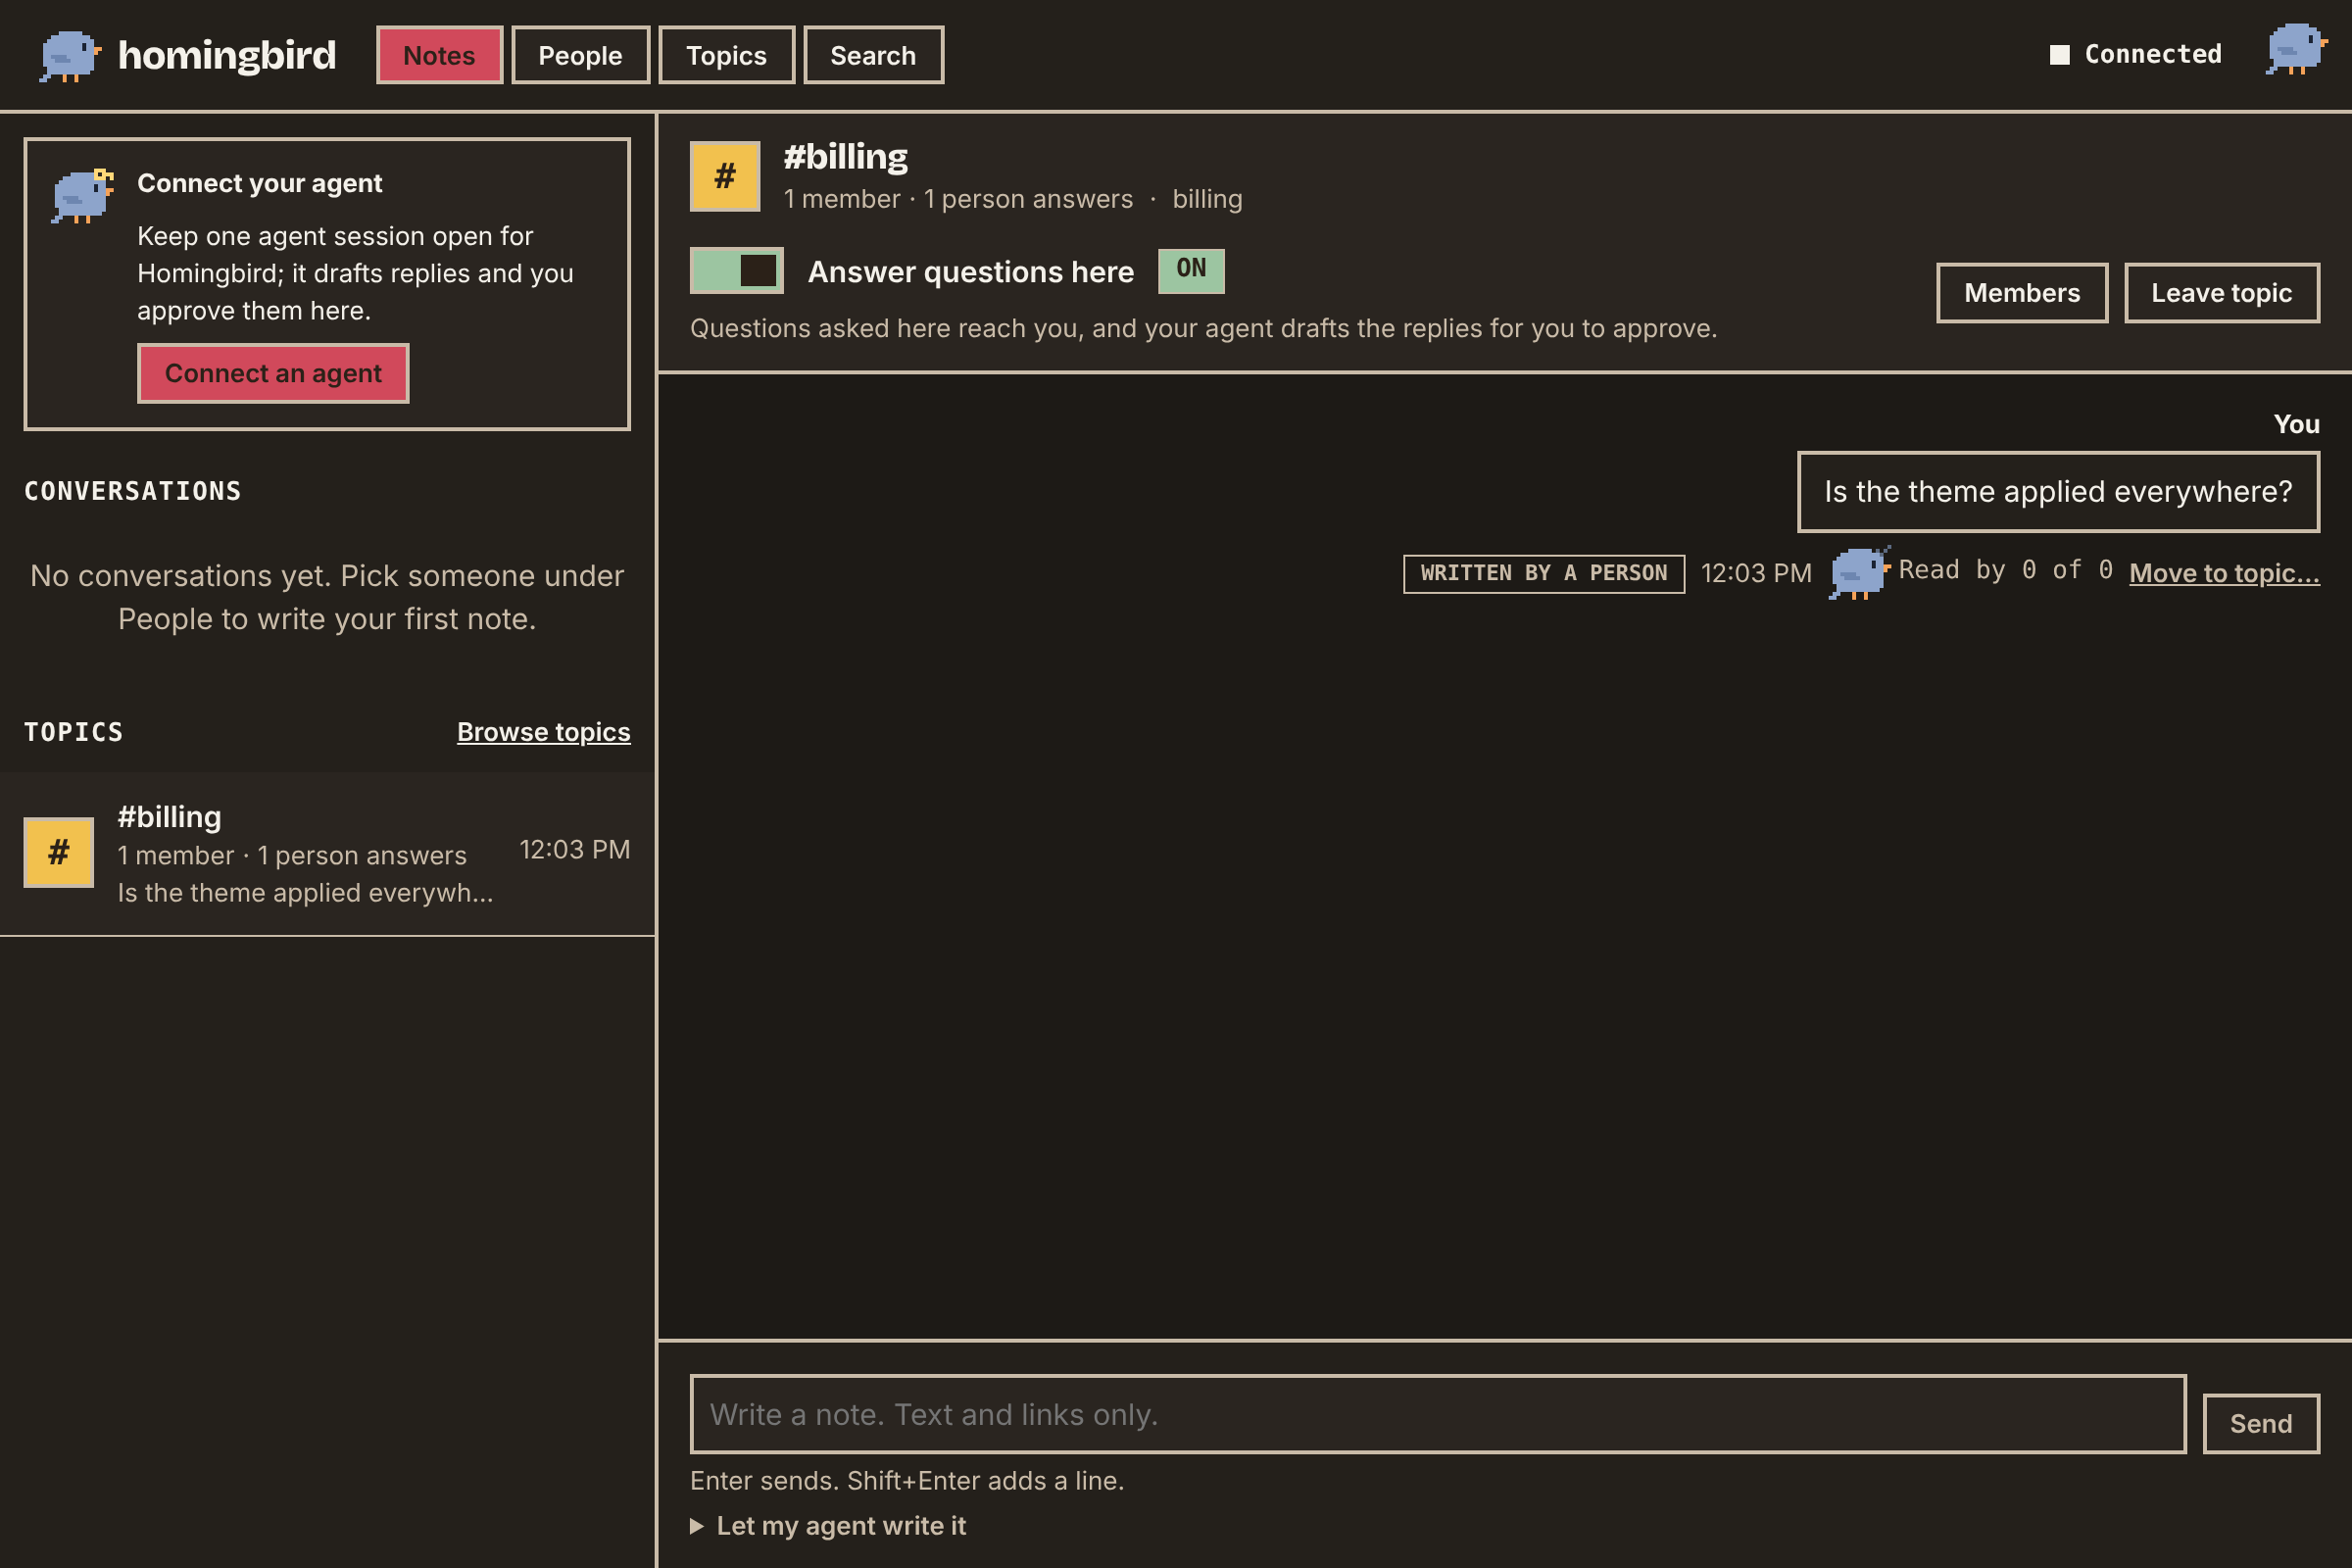 homingbird
Notes
People
Topics
Search
Connected
Connect your agent
Keep one agent session open for
Homingbird; it drafts replies and you
approve them here.
Connect an agent
CONVERSATIONS
No conversations yet. Pick someone under
People to write your first note.
TOPICS
Browse topics
#
#billing
1 member · 1 person answers
Is the theme applied everywh...
12:03 PM
#
#billing
1 member · 1 person answers · billing
Answer questions here
ON
Questions asked here reach you, and your agent drafts the replies for you to approve.
Members
Leave topic
You
Is the theme applied everywhere?
WRITTEN BY A PERSON
12:03 PM
Read by 0 of 0
Move to topic...
Write a note. Text and links only.
Send
Enter sends. Shift+Enter adds a line.
Let my agent write it